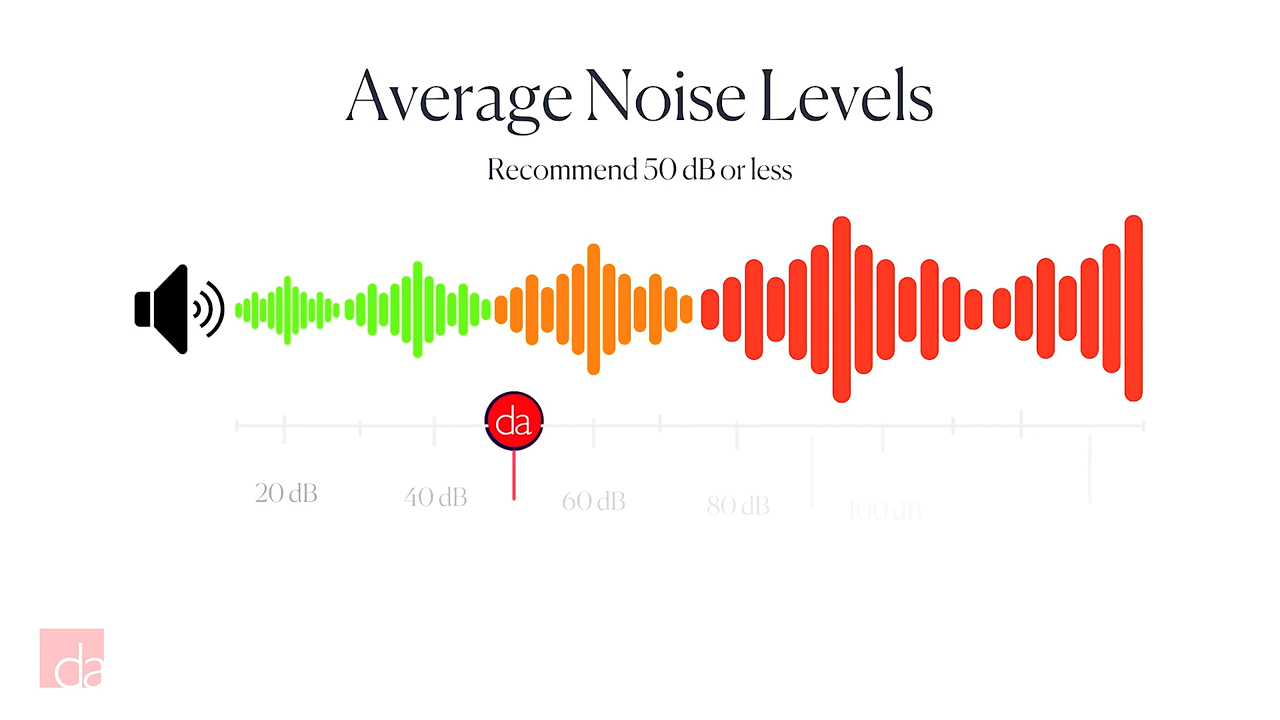 Average Noise Levels
Recommend 50 dB or less
da
20 dB 40 dB 60 dB 80 dB 100 dB
da